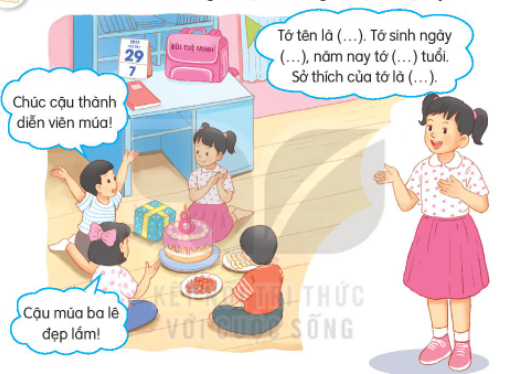 Tớ tên là (...). Tớ sinh ngày
(...), năm nay tớ (...) tuổi.
Sở thích của tớ là (...).
BÙI TUỆ MINH
29
7
Chúc cậu thành
diễn viên múa!
8
Cậu múa ba lê
đẹp lắm!
KẾT NỐI TRI THỨC
VỚI CUỘC SỐNG